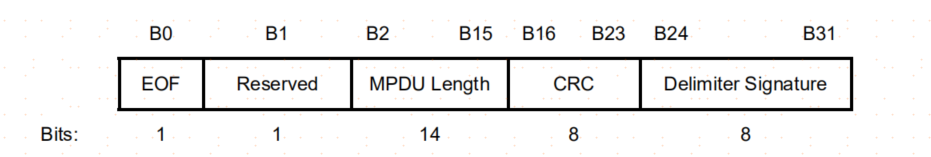 B0 B1 B2 B15 B16 B23 B24 B31
EOF Reserved MPDU Length CRC Delimiter Signature
Bits: 1 1 14 8 8